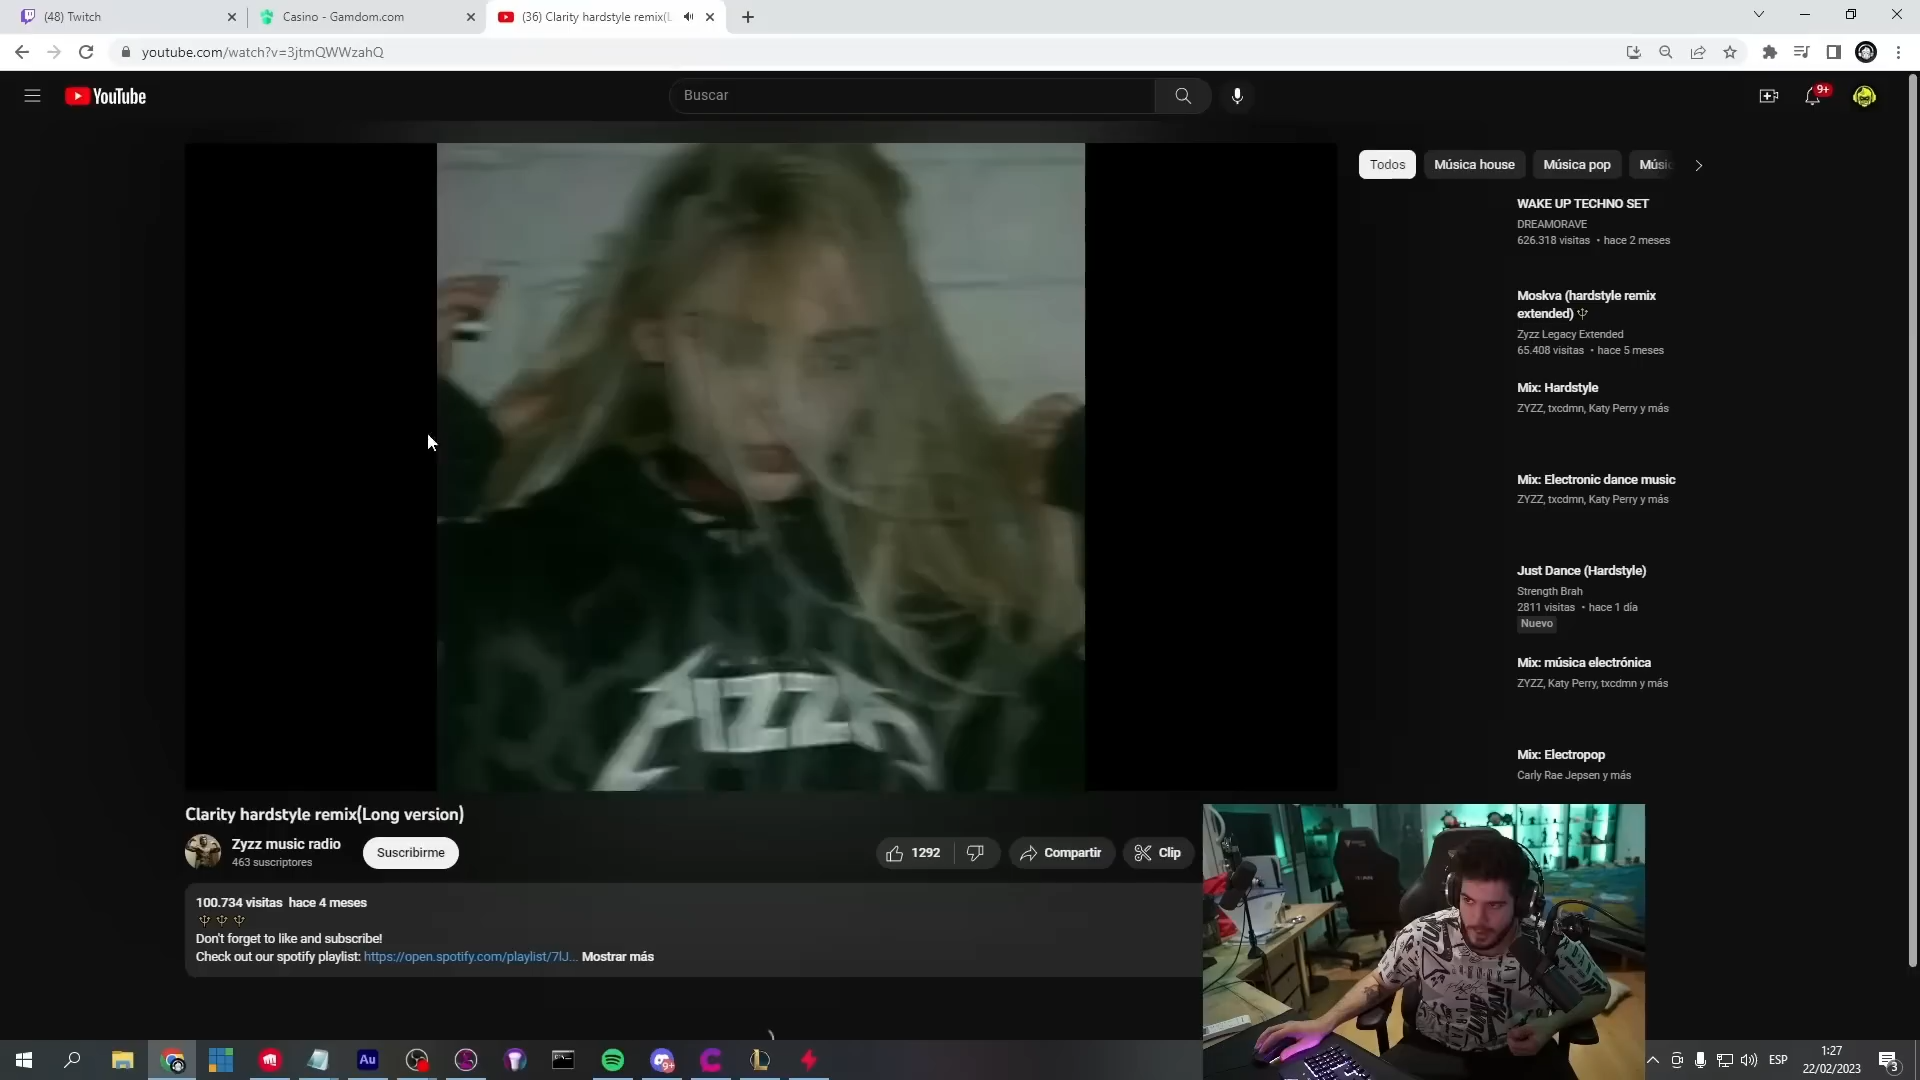 (48) Twitch
Casino - Gamdom.com
(36) Clarity hardstyle remix(L
youtube.com/watch?v=3jtmQWWzahQ
YouTube
Buscar
9+
Todos
Música house
Música pop
Músic
WAKE UP TECHNO SET
DREAMORAVE
626.318 visitas • hace 2 meses
Moskva (hardstyle remix
extended)
Zyzz Legacy Extended
65.408 visitas • hace 5 meses
Mix: Hardstyle
ZYZZ, txcdmn, Katy Perry y más
Mix: Electronic dance music
ZYZZ, txcdmn, Katy Perry y más
Just Dance (Hardstyle)
Strength Brah
2811 visitas • hace 1 día
Nuevo
Mix: música electrónica
ZYZZ, Katy Perry, txcdmn y más
Mix: Electropop
Carly Rae Jepsen y más
PIZZA
Clarity hardstyle remix(Long version)
Zyzz music radio
463 suscriptores
Suscribirme
1292
Compartir
Clip
100.734 visitas hace 4 meses
Don't forget to like and subscribe!
Check out our spotify playlist: https://open.spotify.com/playlist/7lJ... Mostrar más
Au
9+
ESP
1:27
22/02/2023
3